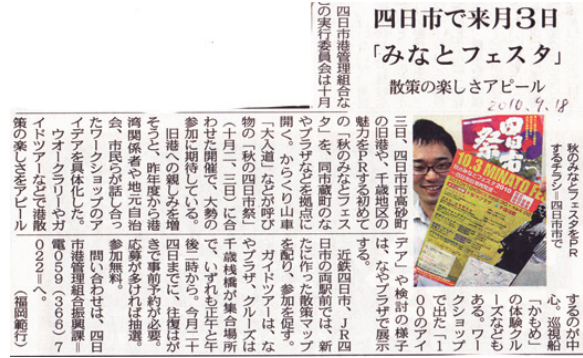 四日市で来月3日
「みなとフェスタ」
散策の楽しさアピール
2010.9.18
四日市港管理組合な
どの実行委員会は十月
三日、四日市市高砂町
の旧港や、千歳地区の
魅力をPRする初めて
の「秋のみなとフェス
タ」を、同市蔵町のな
やプラザなどを拠点に
開く。からくり山車
「大入道」などが呼び
物の「秋の四日市祭」
(十月二、三日)に合
わせた開催で、大勢の
参加に期待している。
旧港への親しみを増
そうと、昨年度から港
湾関係者や地元自治
会、市民らが話し合っ
たワークショップのア
イデアを具体化した。
ウオークラリーやガ
イドツアーなどで港散
策の楽しさをアピール
するのが中
心。巡視船
「かもめ」
の体験クル
ーズなども
ある。ワー
クショップ
で出た「1
00のアイ
デア」や検討の様子
は、なやプラザで展示
する。
近鉄四日市、JR四
日市の両駅前では、新
たに作った散策マップ
を配り、参加を促す。
ガイドツアーは、な
やプラザ、クルーズは
千歳桟橋が集合場所
で、いずれも正午と午
後二時から。今月二十
四日までに、往復はが
きで事前予約が必要。
応募が多ければ抽選。
参加無料。
問い合わせは、四日
市港管理組合振興課=
電059(366)7
022=へ。
(福岡範行)
秋のみなとフェスタをPR
するチラシ=四日市市で
四日市祭
10.3 MINATO FE